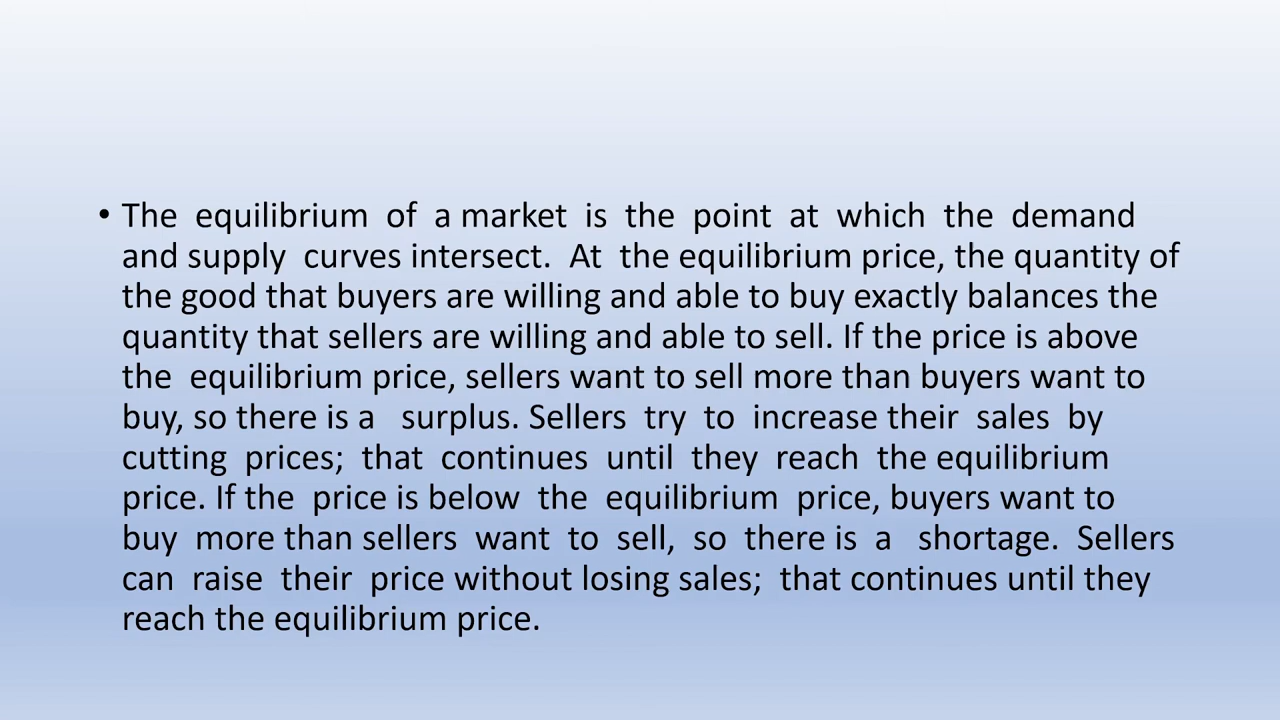 • The equilibrium of a market is the point at which the demand
and supply curves intersect. At the equilibrium price, the quantity of
the good that buyers are willing and able to buy exactly balances the
quantity that sellers are willing and able to sell. If the price is above
the equilibrium price, sellers want to sell more than buyers want to
buy, so there is a surplus. Sellers try to increase their sales by
cutting prices; that continues until they reach the equilibrium
price. If the price is below the equilibrium price, buyers want to
buy more than sellers want to sell, so there is a shortage. Sellers
can raise their price without losing sales; that continues until they
reach the equilibrium price.